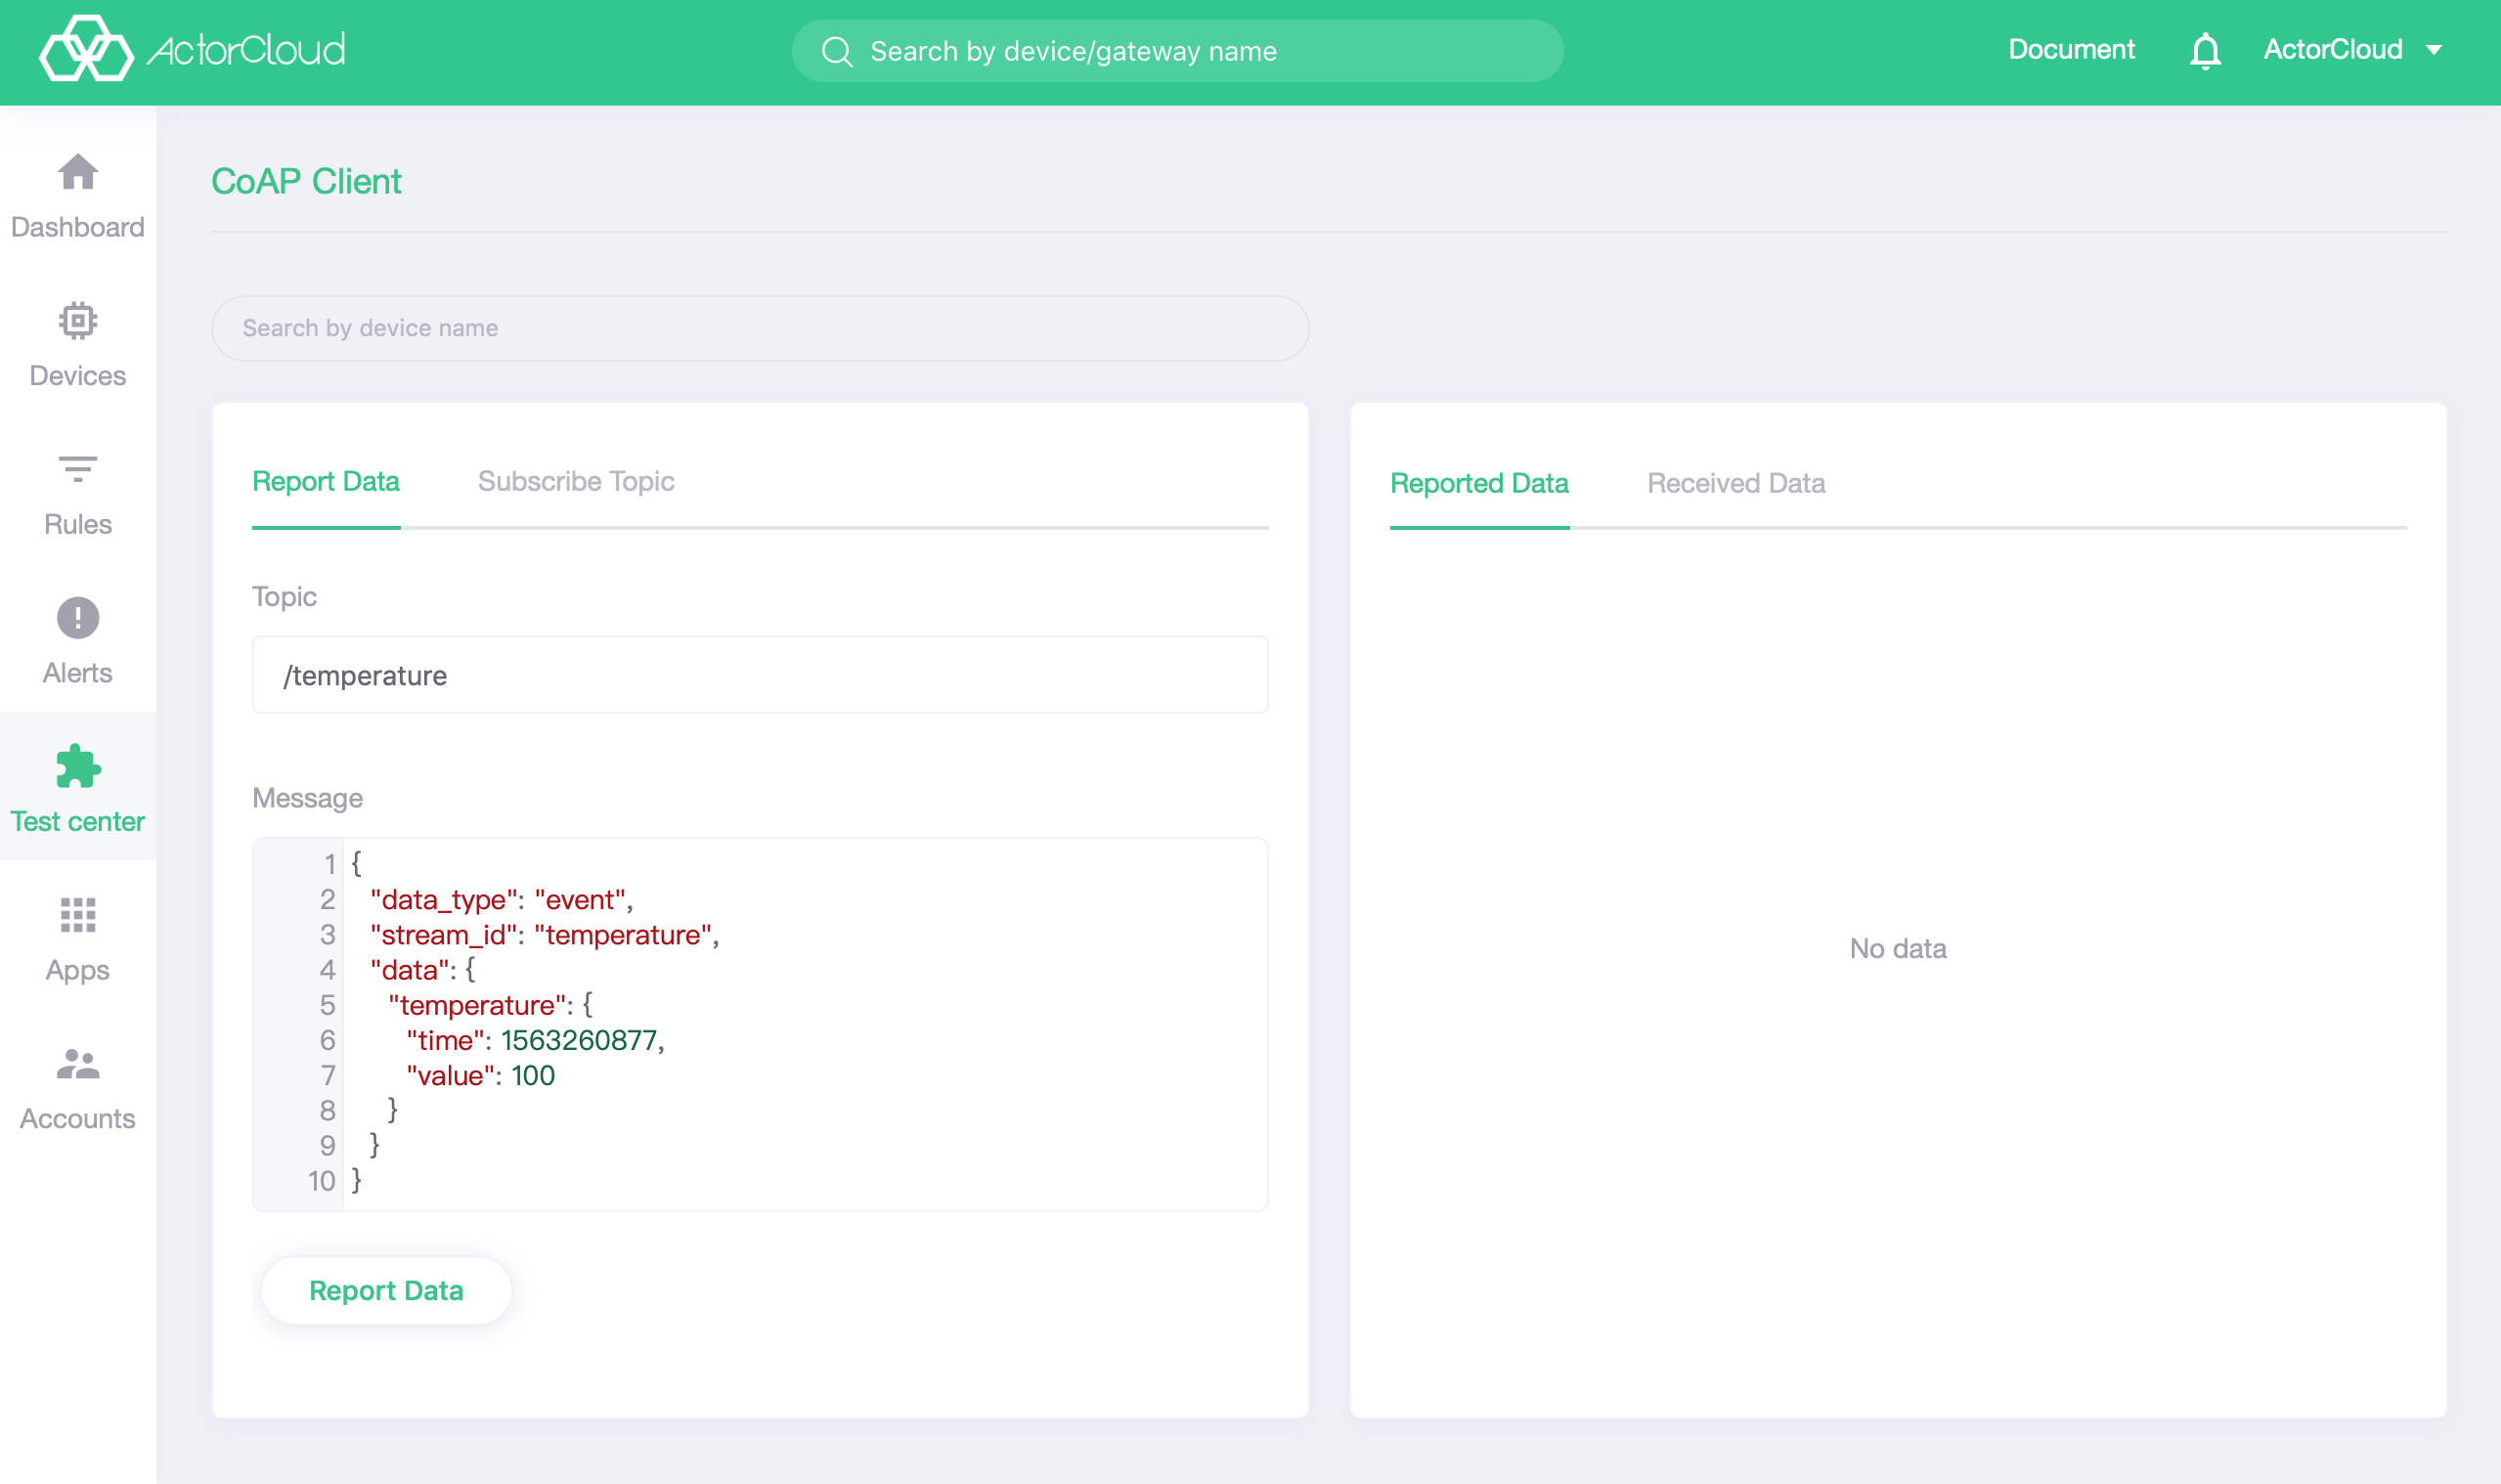 ActorCloud
Search by device/gateway name
Document
ActorCloud
Dashboard
Devices
Rules
Alerts
Test center
Apps
Accounts
CoAP Client
Search by device name
Report Data
Subscribe Topic
Topic
/temperature
Message
1 {
2 "data_type": "event",
3 "stream_id": "temperature",
4 "data": {
5 "temperature": {
6 "time": 1563260877,
7 "value": 100
8 }
9 }
10 }
Report Data
Reported Data
Received Data
No data